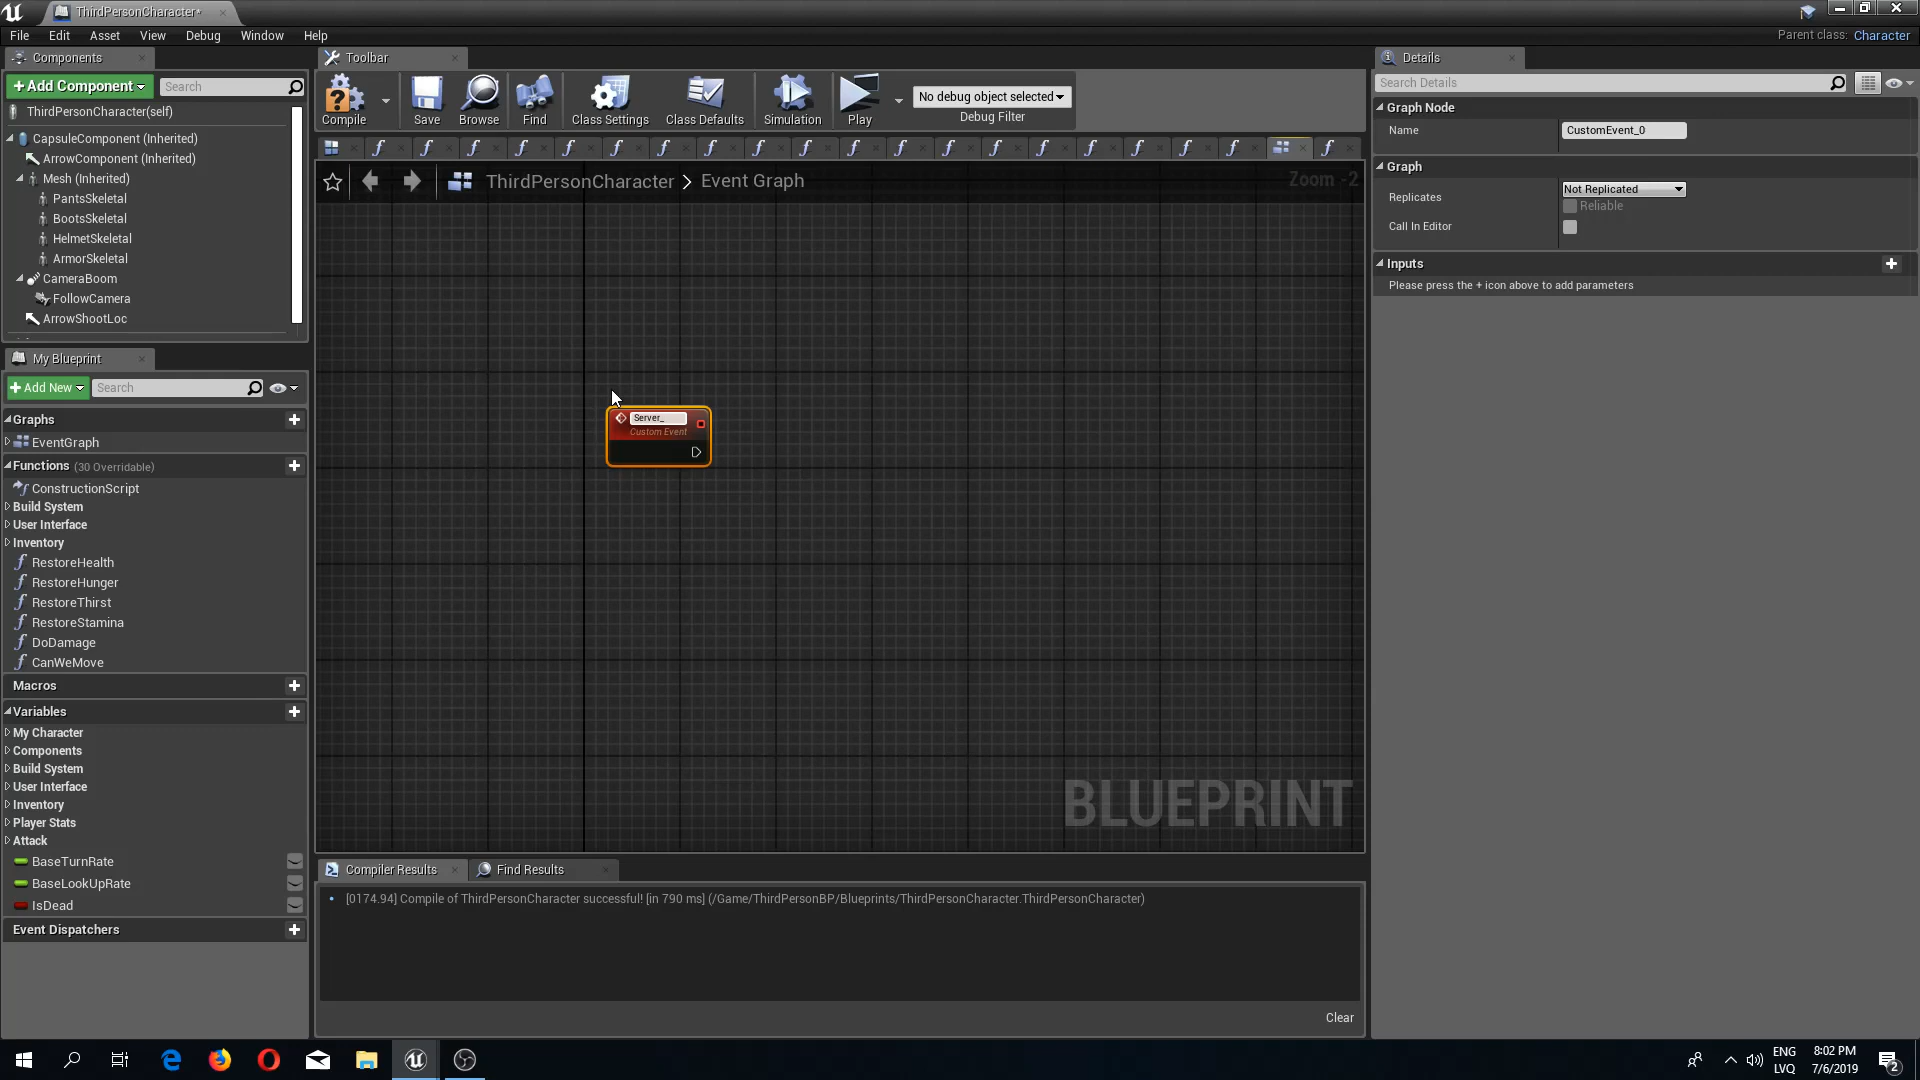 ThirdPersonCharacter*
File Edit Asset View Debug Window Help
Parent class: Character
Components
+Add Component
Search
ThirdPersonCharacter(self)
CapsuleComponent (Inherited)
ArrowComponent (Inherited)
Mesh (Inherited)
PantsSkeletal
BootsSkeletal
HelmetSkeletal
ArmorSkeletal
CameraBoom
FollowCamera
ArrowShootLoc
My Blueprint
+Add New
Search
Graphs
EventGraph
Functions (30 Overridable)
ConstructionScript
Build System
User Interface
Inventory
RestoreHealth
RestoreHunger
RestoreThirst
RestoreStamina
DoDamage
CanWeMove
Macros
Variables
My Character
Components
Build System
User Interface
Inventory
Player Stats
Attack
BaseTurnRate
BaseLookUpRate
IsDead
Event Dispatchers
Toolbar
Compile Save Browse Find Class Settings Class Defaults Simulation Play
No debug object selected
Debug Filter
ThirdPersonCharacter > Event Graph
Zoom -2
Server_
Custom Event
BLUEPRINT
Compiler Results
Find Results
[0174.94] Compile of ThirdPersonCharacter successful! [in 790 ms] (/Game/ThirdPersonBP/Blueprints/ThirdPersonCharacter.ThirdPersonCharacter)
Clear
Details
Search Details
Graph Node
Name CustomEvent_0
Graph
Replicates Not Replicated
Reliable
Call In Editor
Inputs
Please press the + icon above to add parameters
ENG
LVQ
8:02 PM
7/6/2019
2